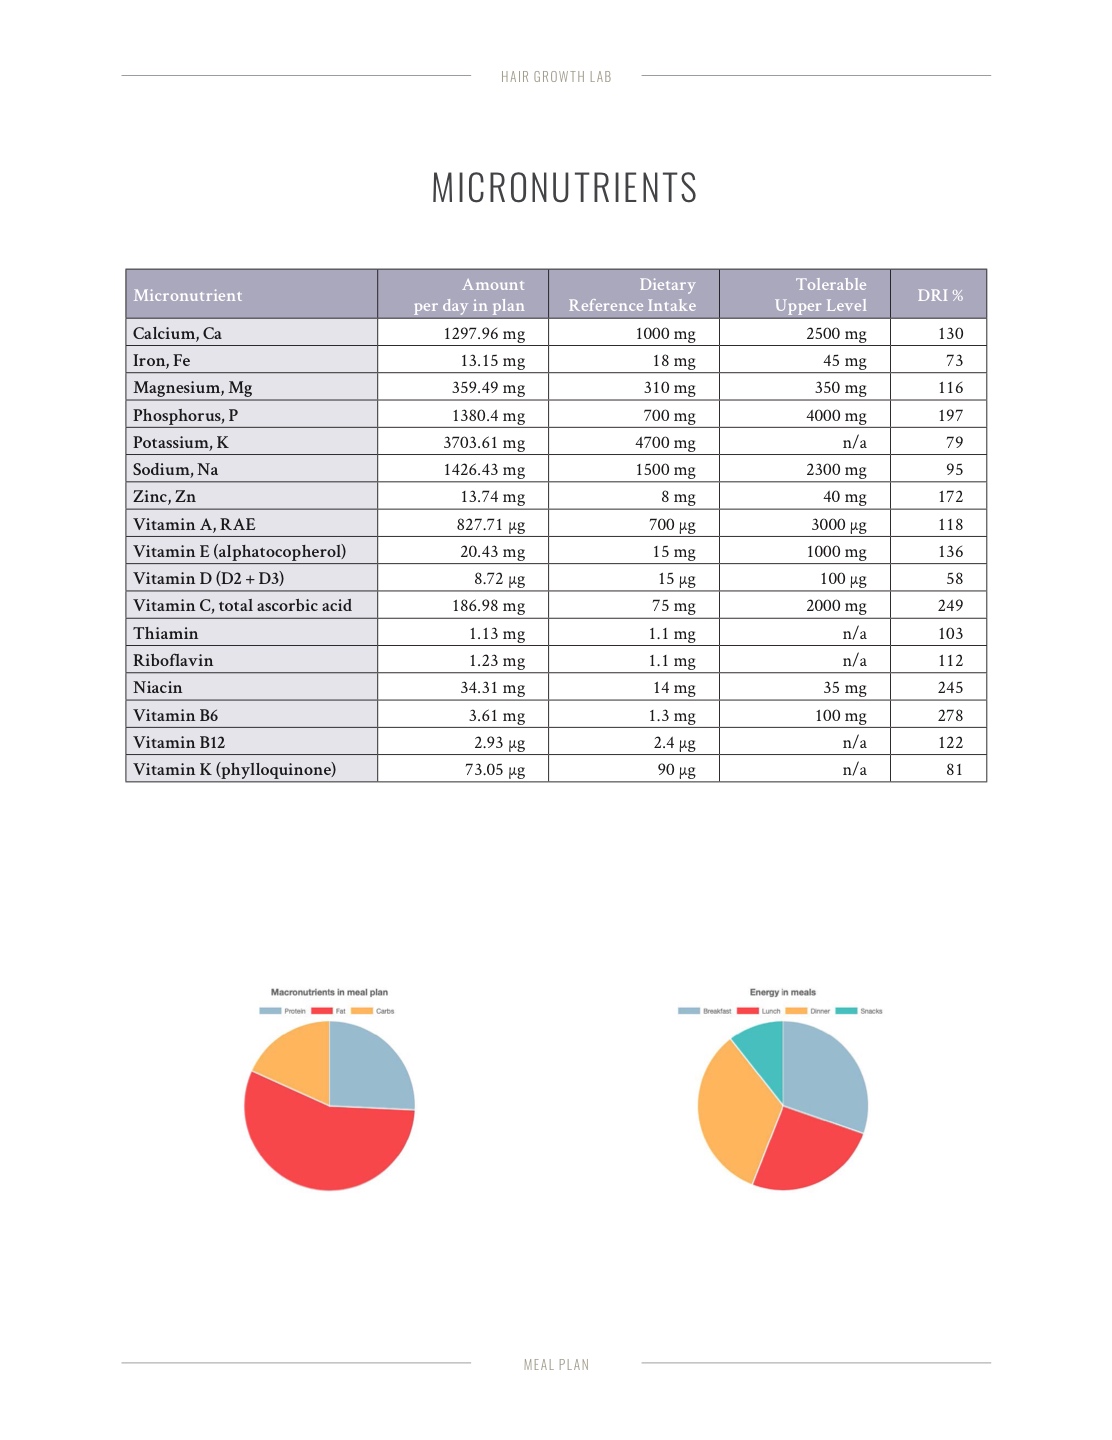 HAIR GROWTH LAB
MICRONUTRIENTS
Micronutrient Amount per day in plan Dietary Reference Intake Tolerable Upper Level DRI %
Calcium, Ca 1297.96 mg 1000 mg 2500 mg 130
Iron, Fe 13.15 mg 18 mg 45 mg 73
Magnesium, Mg 359.49 mg 310 mg 350 mg 116
Phosphorus, P 1380.4 mg 700 mg 4000 mg 197
Potassium, K 3703.61 mg 4700 mg n/a 79
Sodium, Na 1426.43 mg 1500 mg 2300 mg 95
Zinc, Zn 13.74 mg 8 mg 40 mg 172
Vitamin A, RAE 827.71 µg 700 µg 3000 µg 118
Vitamin E (alphatocopherol) 20.43 mg 15 mg 1000 mg 136
Vitamin D (D2 + D3) 8.72 µg 15 µg 100 µg 58
Vitamin C, total ascorbic acid 186.98 mg 75 mg 2000 mg 249
Thiamin 1.13 mg 1.1 mg n/a 103
Riboflavin 1.23 mg 1.1 mg n/a 112
Niacin 34.31 mg 14 mg 35 mg 245
Vitamin B6 3.61 mg 1.3 mg 100 mg 278
Vitamin B12 2.93 µg 2.4 µg n/a 122
Vitamin K (phylloquinone) 73.05 µg 90 µg n/a 81
Macronutrients in meal plan
Protein Fat Carbs
Energy in meals
Breakfast Lunch Dinner Snacks
MEAL PLAN